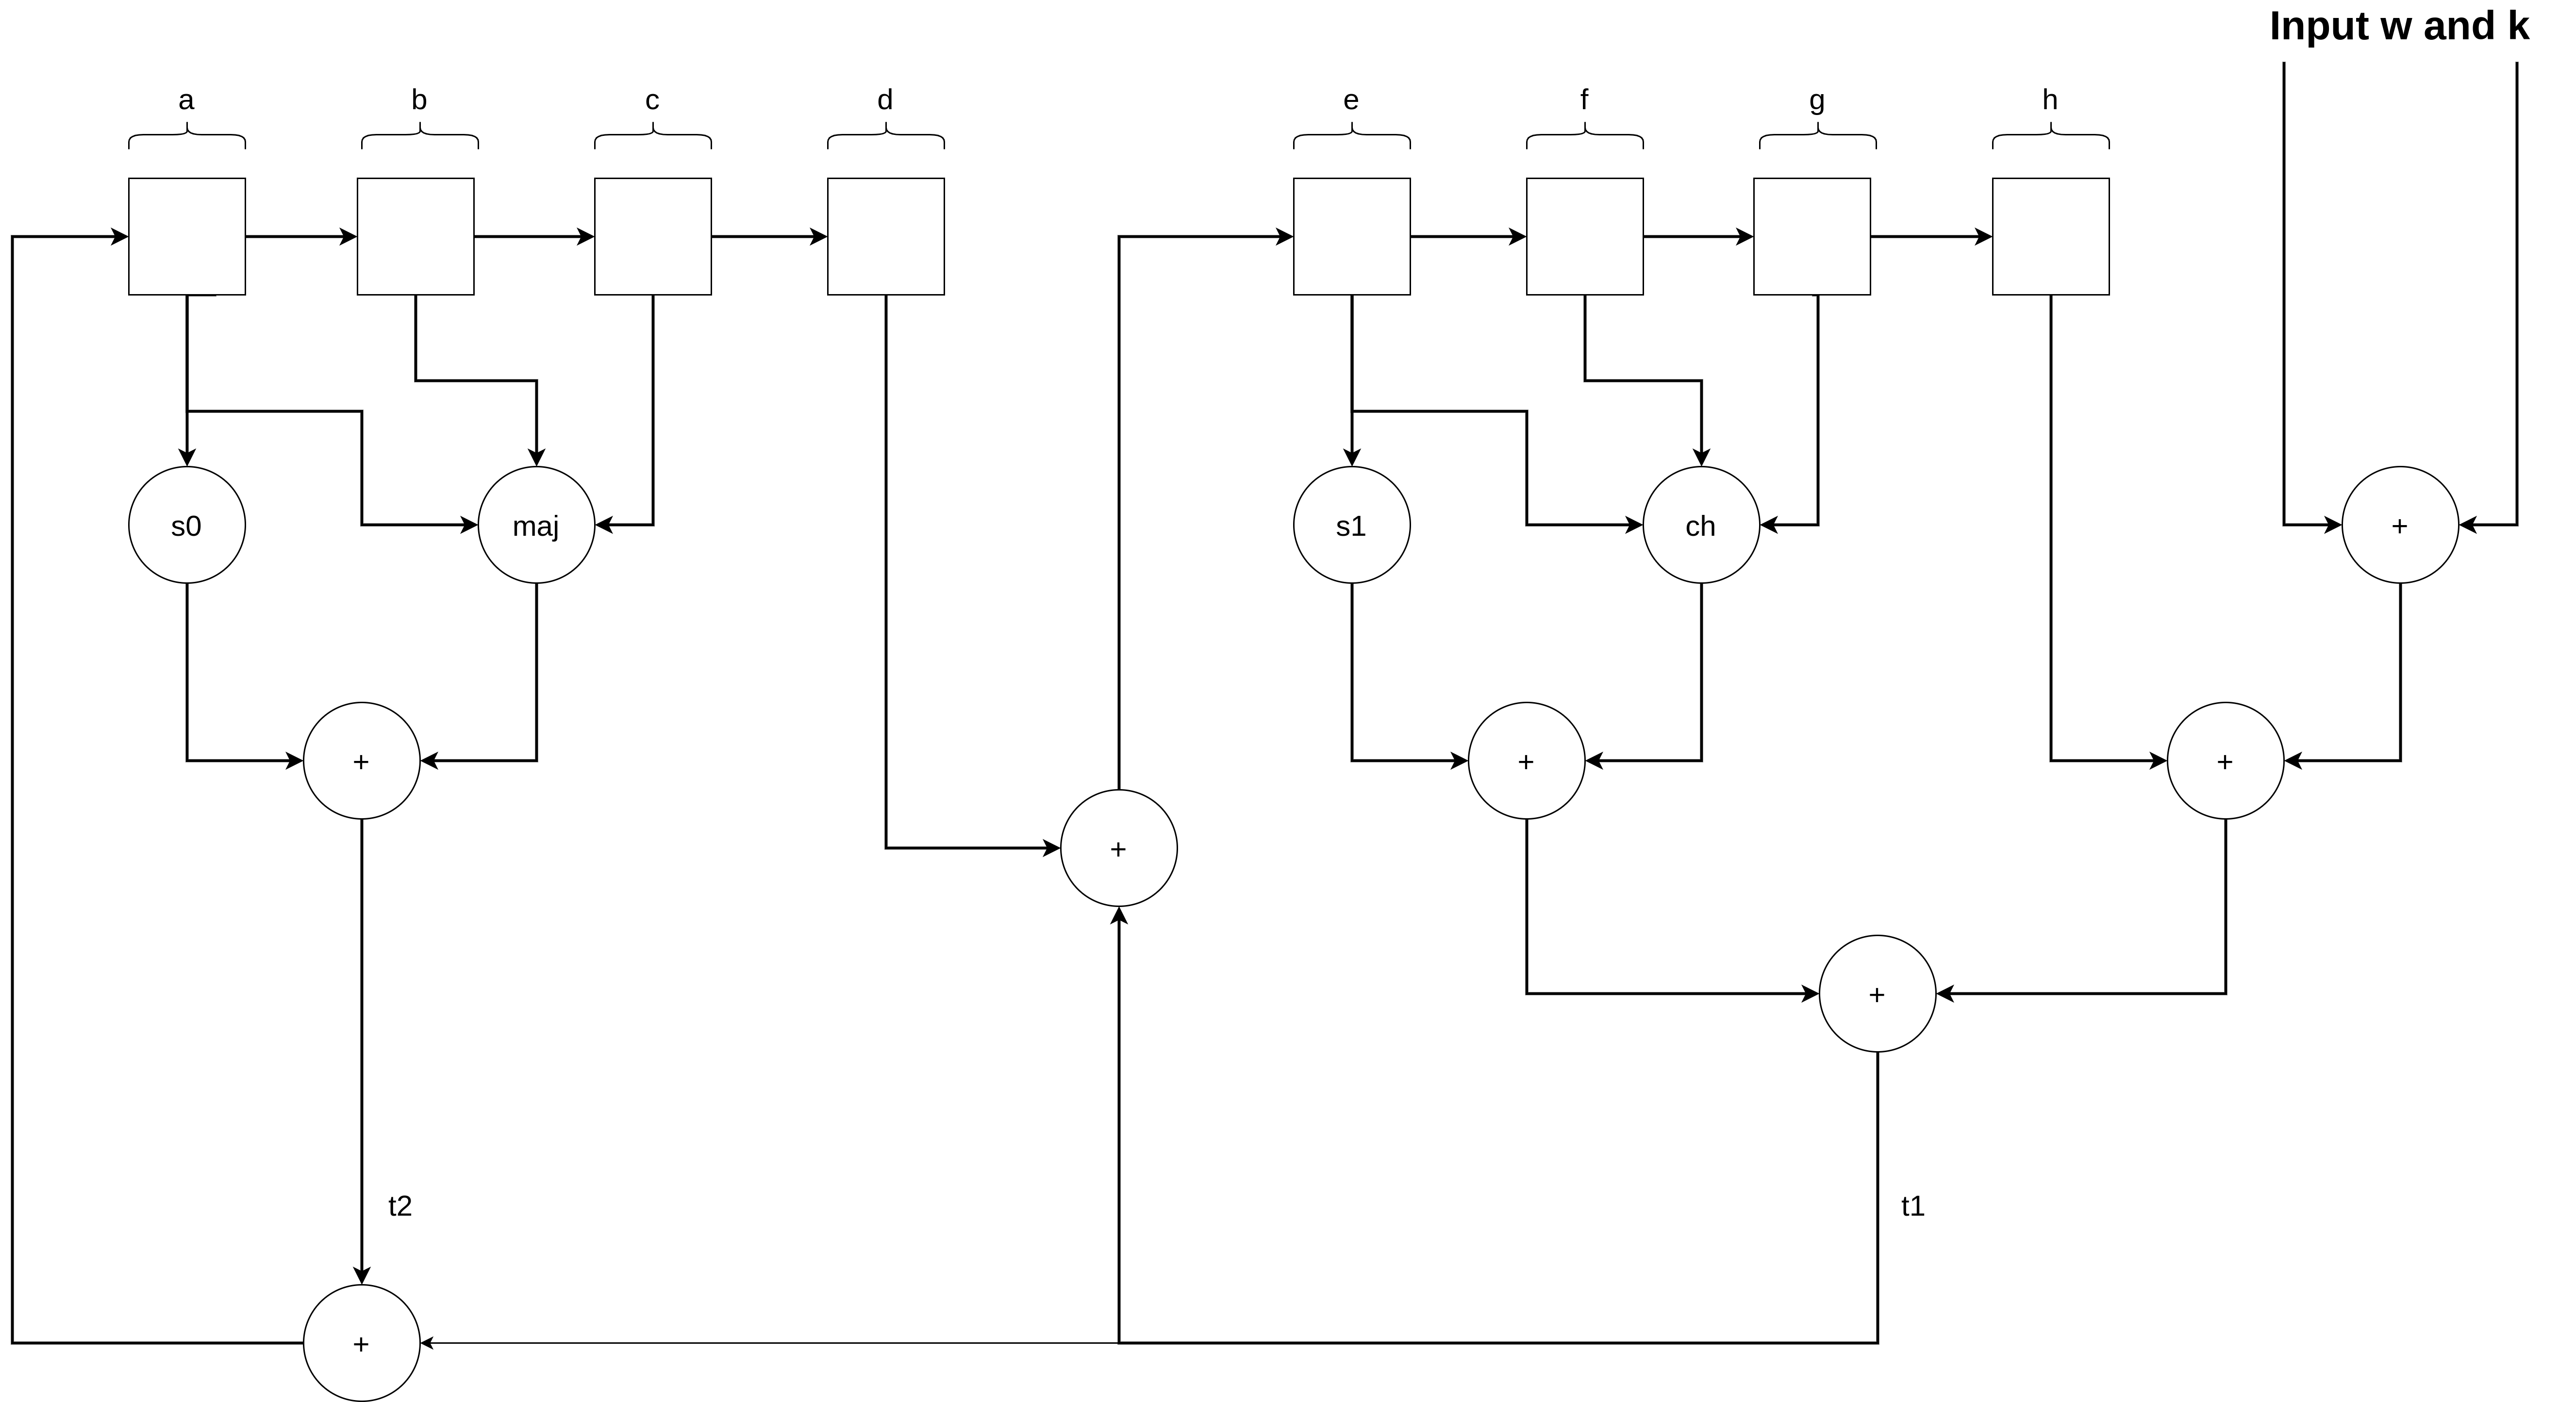 Input w and k
a b c d e f g h
s0 maj s1 ch +
+ + +
+
+
t2 t1
+